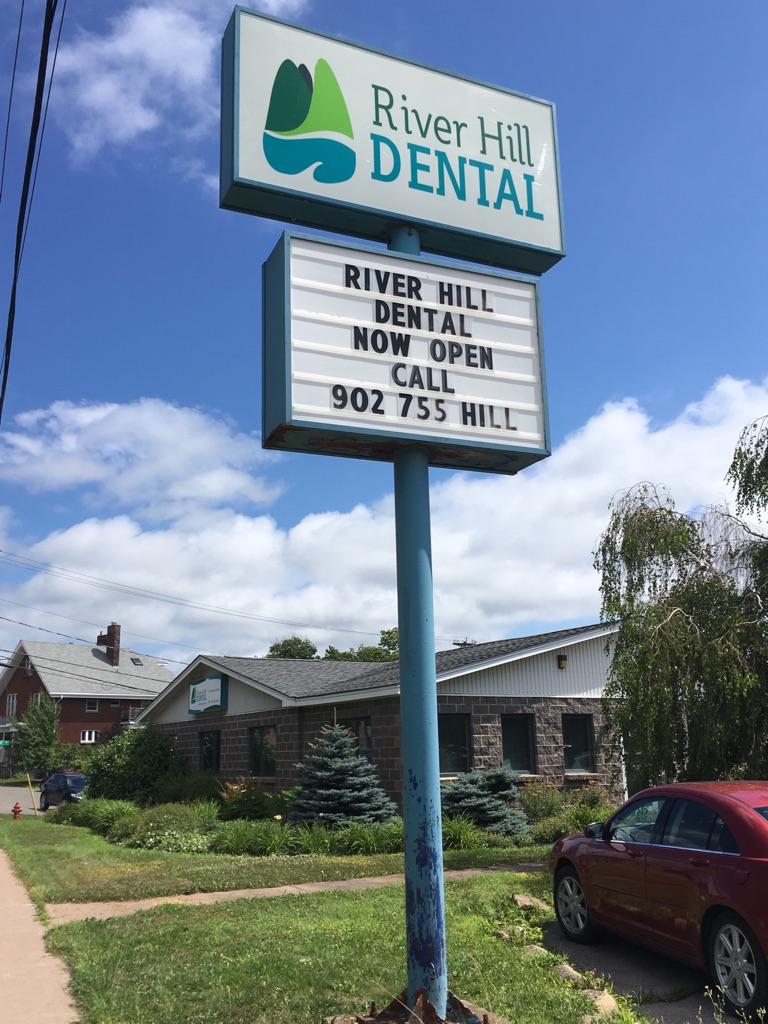 River Hill
DENTAL
RIVER HILL
DENTAL
NOW OPEN
CALL
902 755 HILL